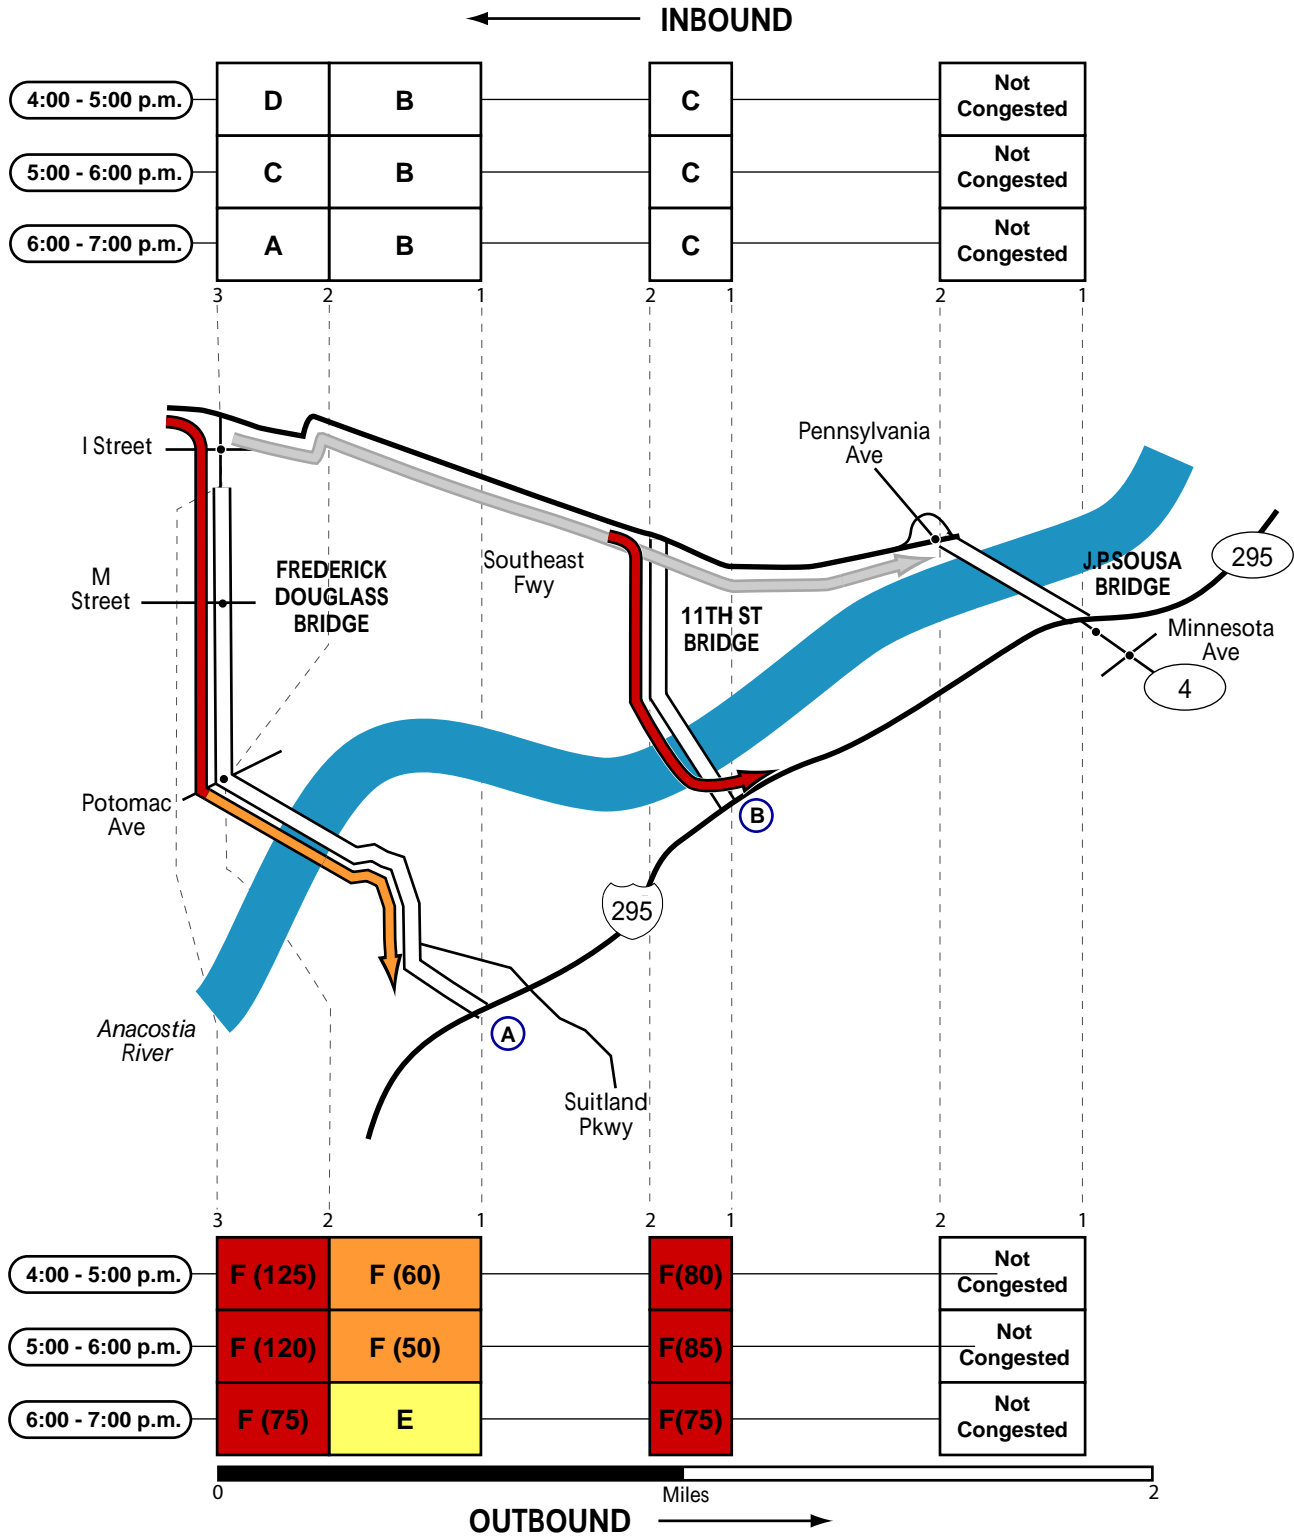 INBOUND
4:00 - 5:00 p.m.
D
B
C
Not
Congested
5:00 - 6:00 p.m.
C
B
C
Not
Congested
6:00 - 7:00 p.m.
A
B
C
Not
Congested
3
2
1
2
1
2
1
I Street
Pennsylvania
Ave
M
Street
FREDERICK
DOUGLASS
BRIDGE
Southeast
Fwy
11TH ST
BRIDGE
J.P.SOUSA
BRIDGE
295
Minnesota
Ave
4
Potomac
Ave
B
295
Anacostia
River
A
Suitland
Pkwy
3
2
1
2
1
2
1
4:00 - 5:00 p.m.
F (125)
F (60)
F(80)
Not
Congested
5:00 - 6:00 p.m.
F (120)
F (50)
F(85)
Not
Congested
6:00 - 7:00 p.m.
F (75)
E
F(75)
Not
Congested
0
Miles
2
OUTBOUND